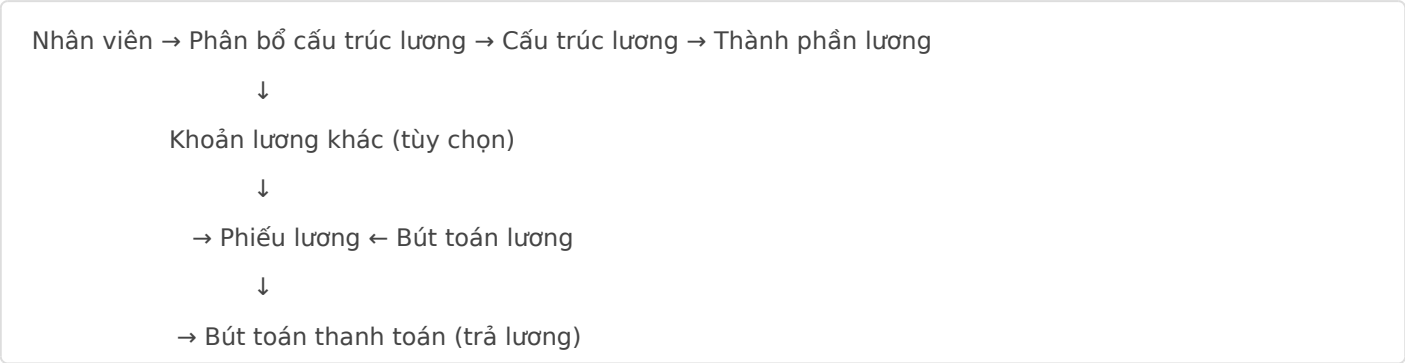 Nhân viên → Phân bổ cấu trúc lương → Cấu trúc lương → Thành phần lương
↓
Khoản lương khác (tùy chọn)
↓
→ Phiếu lương ← Bút toán lương
↓
→ Bút toán thanh toán (trả lương)